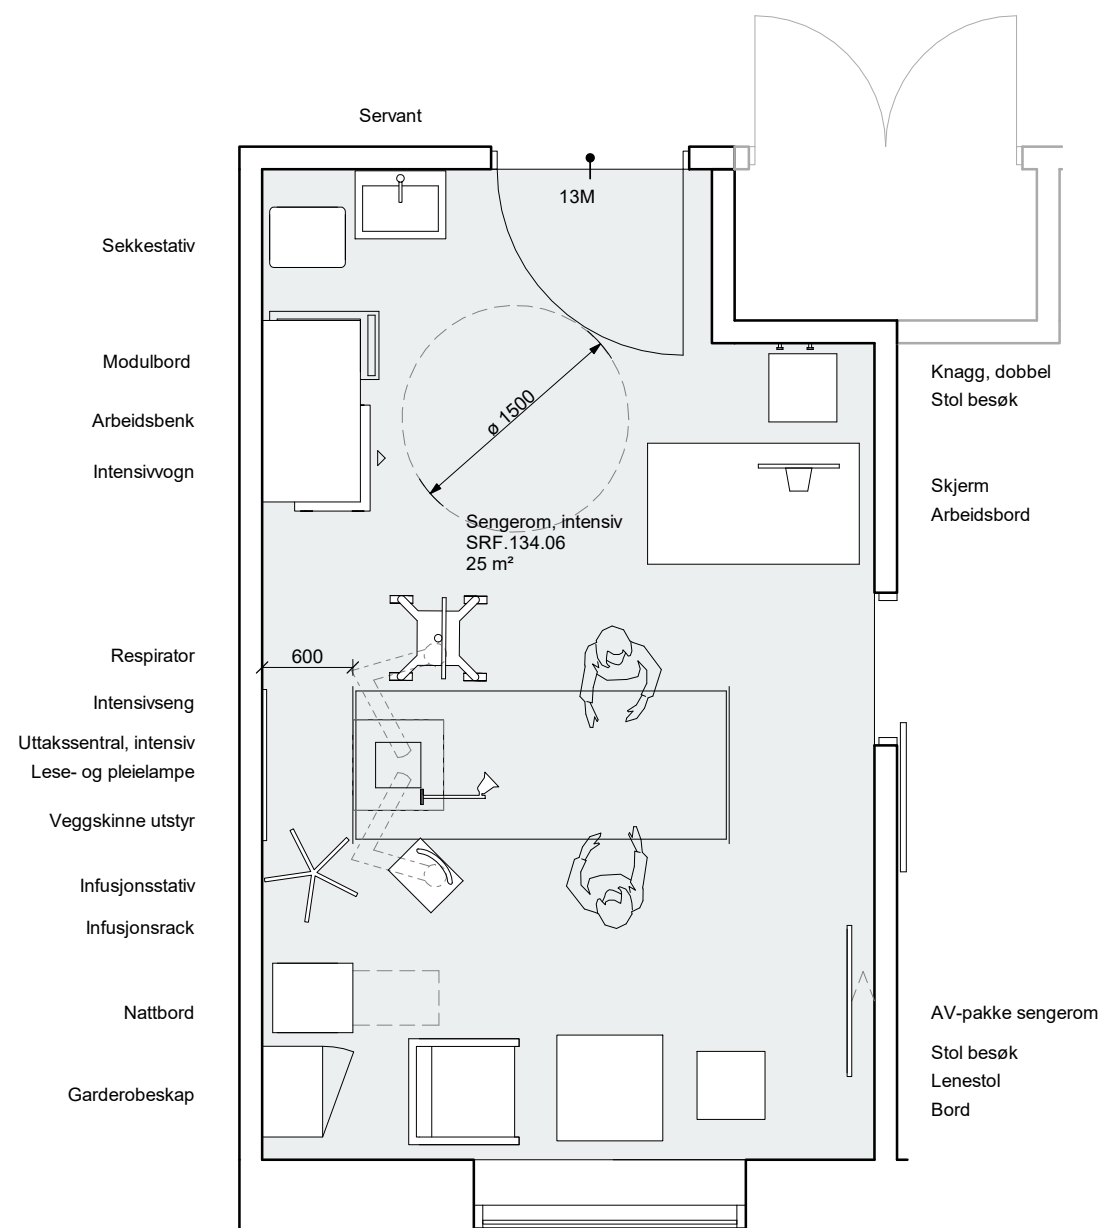 Servant
13M
Sekkestativ
Modulbord
Arbeidsbenk
Intensivvogn
Knagg, dobbel
Stol besøk
ø 1500
Skjerm
Arbeidsbord
Sengerom, intensiv
SRF.134.06
25 m²
Respirator
600
Intensivseng
Uttakssentral, intensiv
Lese- og pleielampe
Veggskinne utstyr
Infusjonsstativ
Infusjonsrack
Nattbord
Garderobeskap
AV-pakke sengerom
Stol besøk
Lenestol
Bord